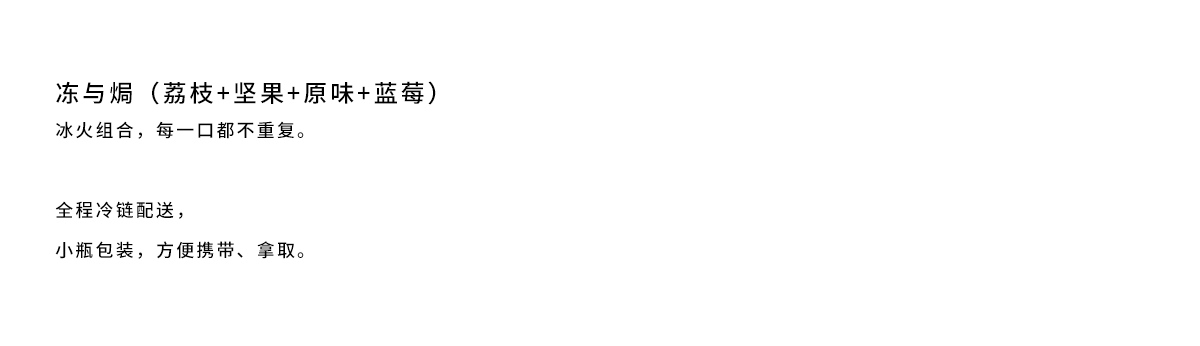 冻与焗（荔枝+坚果+原味+蓝莓）
冰火组合，每一口都不重复。
全程冷链配送，
小瓶包装，方便携带、拿取。